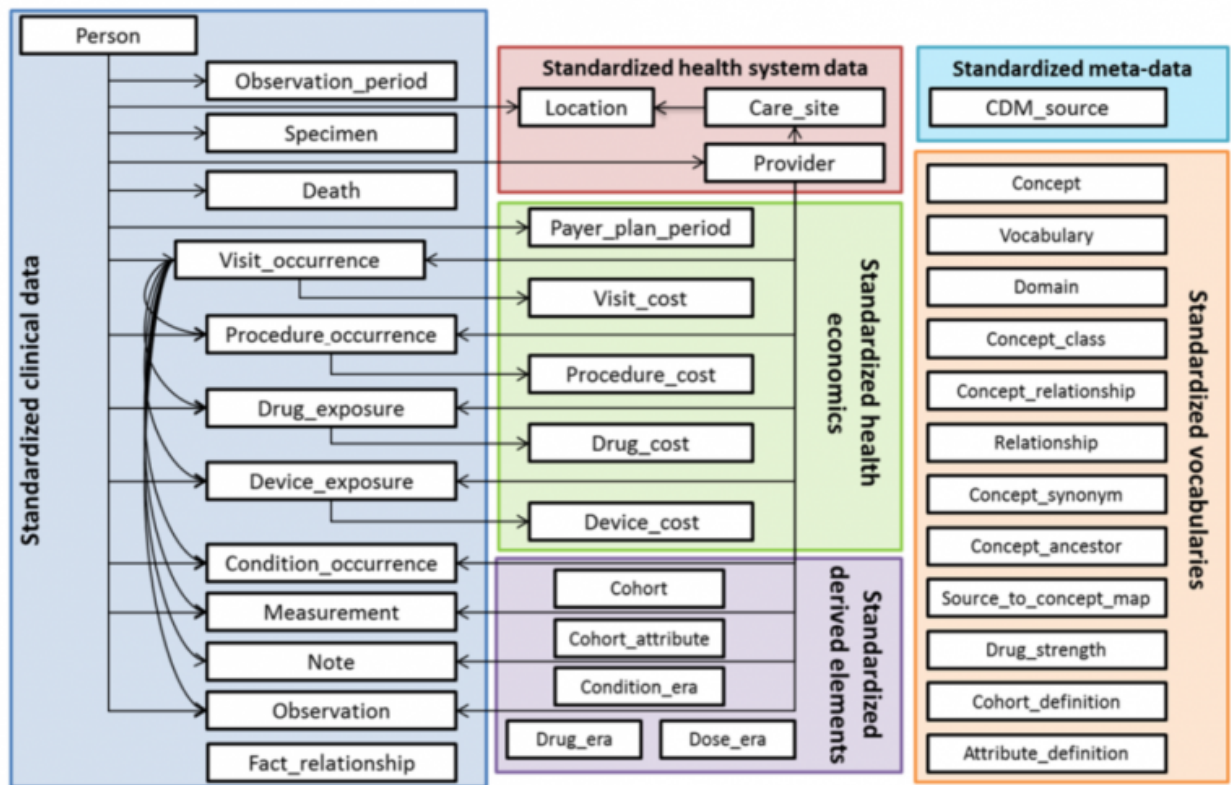 Person
Observation_period
Specimen
Death
Visit_occurrence
Procedure_occurrence
Drug_exposure
Device_exposure
Condition_occurrence
Measurement
Note
Observation
Fact_relationship
Standardized clinical data
Standardized health system data
Location
Care_site
Provider
Payer_plan_period
Visit_cost
Procedure_cost
Drug_cost
Device_cost
Standardized health
economics
Cohort
Cohort_attribute
Condition_era
Drug_era
Dose_era
Standardized
derived elements
Standardized meta-data
CDM_source
Concept
Vocabulary
Domain
Concept_class
Concept_relationship
Relationship
Concept_synonym
Concept_ancestor
Source_to_concept_map
Drug_strength
Cohort_definition
Attribute_definition
Standardized vocabularies